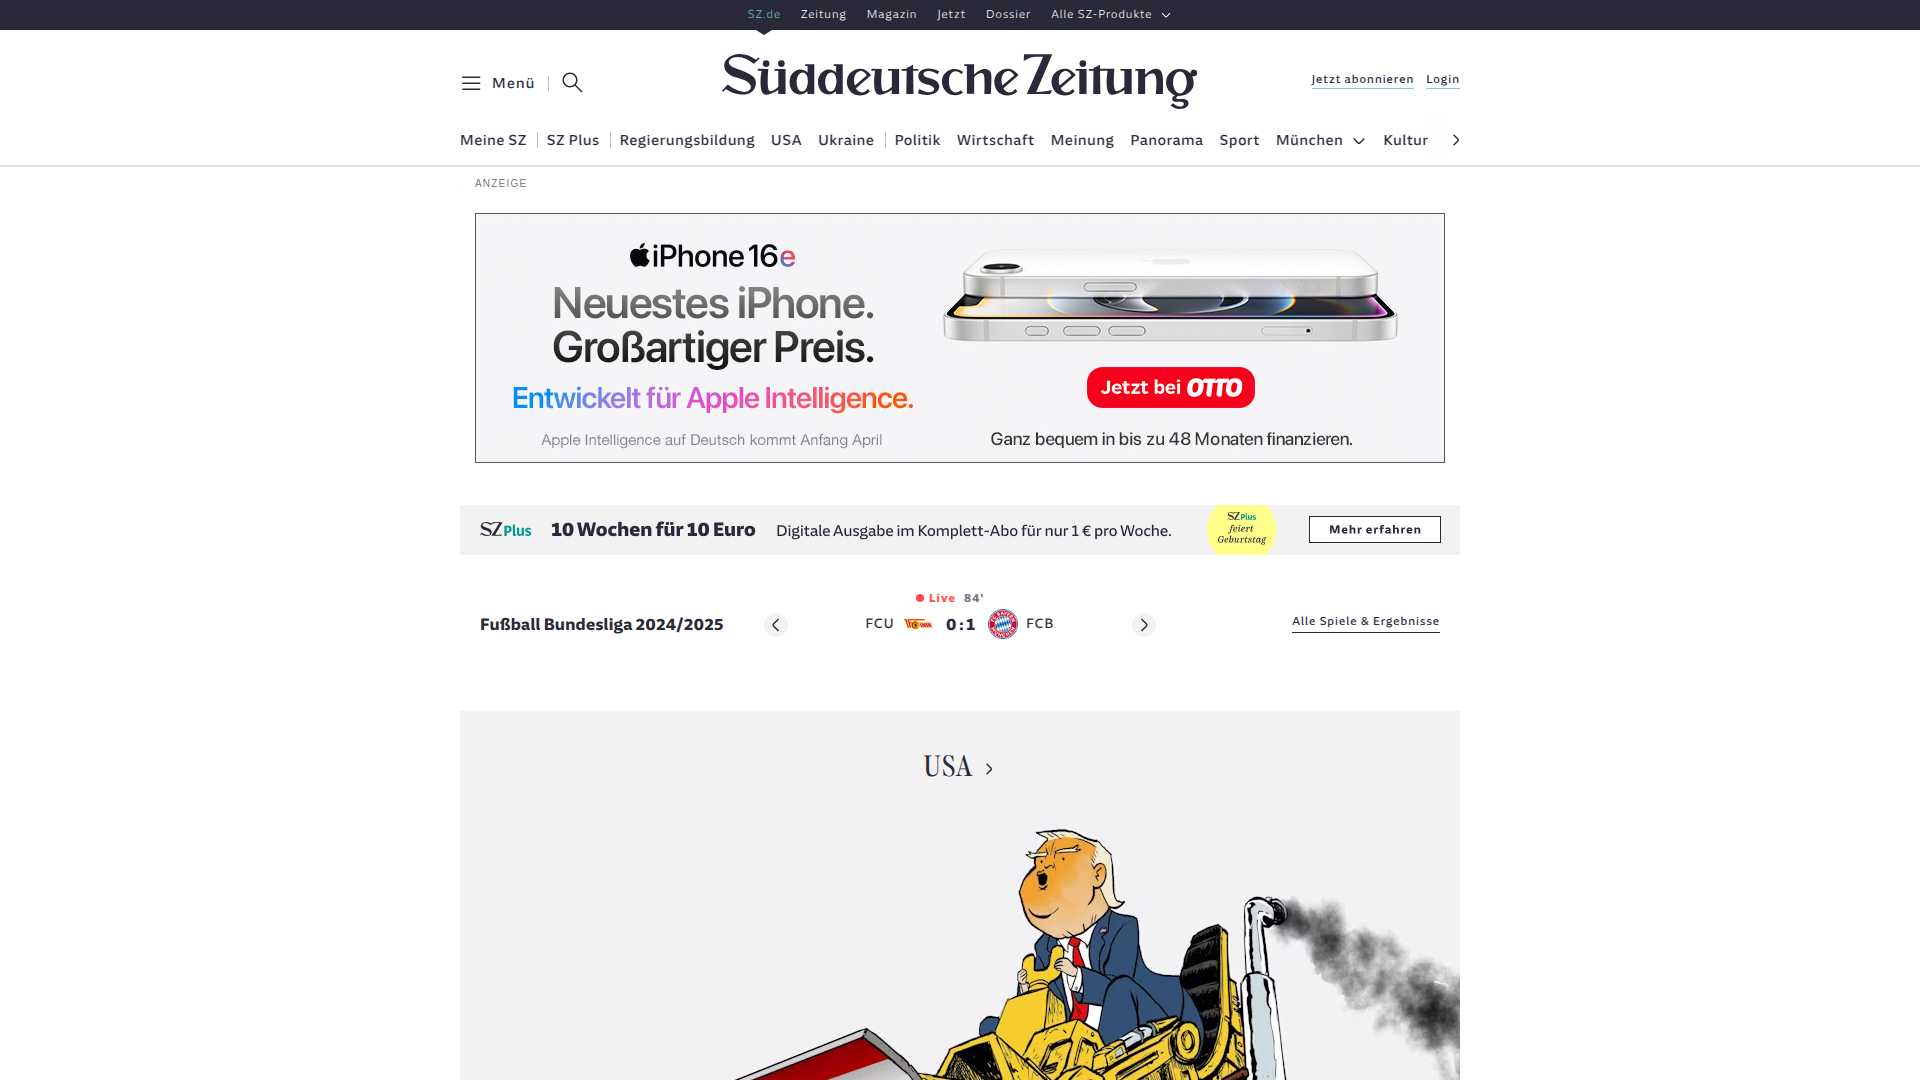 SZ.de Zeitung Magazin Jetzt Dossier Alle SZ-Produkte
Menü
Süddeutsche Zeitung
Jetzt abonnieren Login
Meine SZ SZ Plus Regierungsbildung USA Ukraine Politik Wirtschaft Meinung Panorama Sport München Kultur
ANZEIGE
iPhone 16e
Neuestes iPhone.
Großartiger Preis.
Entwickelt für Apple Intelligence.
Apple Intelligence auf Deutsch kommt Anfang April
Jetzt bei OTTO
Ganz bequem in bis zu 48 Monaten finanzieren.
SZ Plus 10 Wochen für 10 Euro Digitale Ausgabe im Komplett-Abo für nur 1 € pro Woche.
SZ Plus
feiert
Geburtstag
Mehr erfahren
Live 84'
Fußball Bundesliga 2024/2025 FCU 0:1 FCB Alle Spiele & Ergebnisse
USA